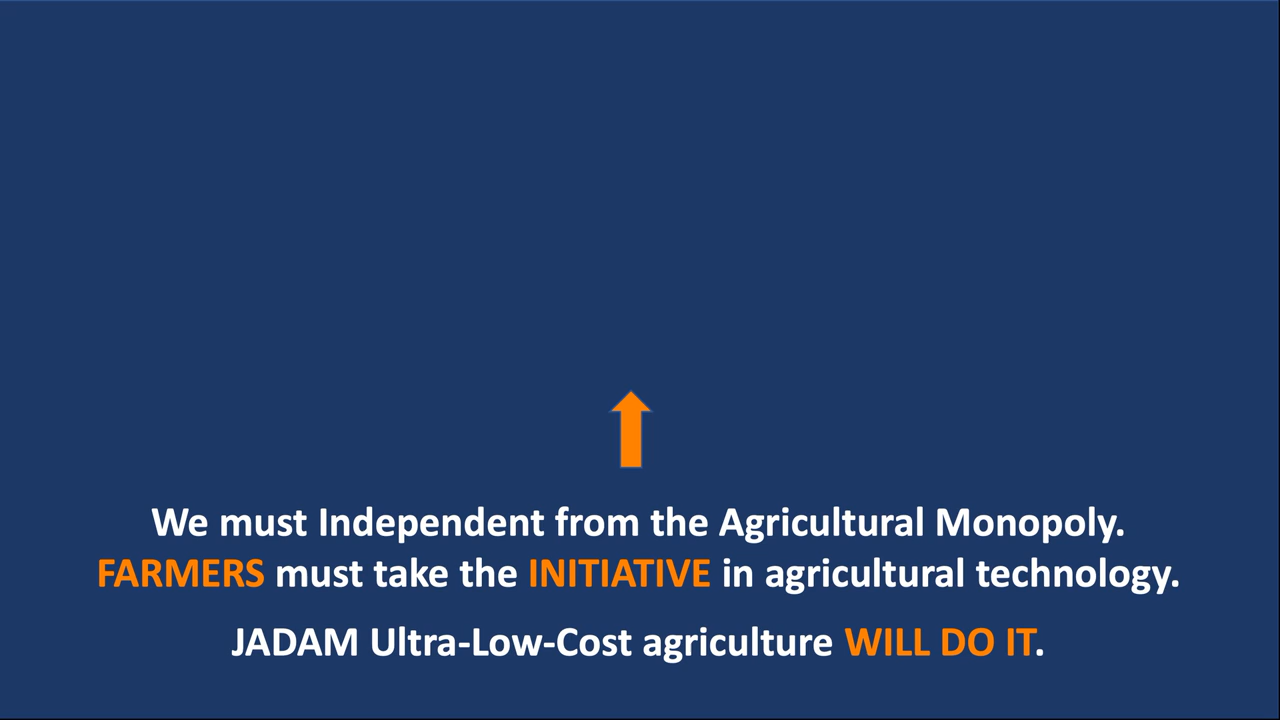 We must Independent from the Agricultural Monopoly.
FARMERS must take the INITIATIVE in agricultural technology.
JADAM Ultra-Low-Cost agriculture WILL DO IT.